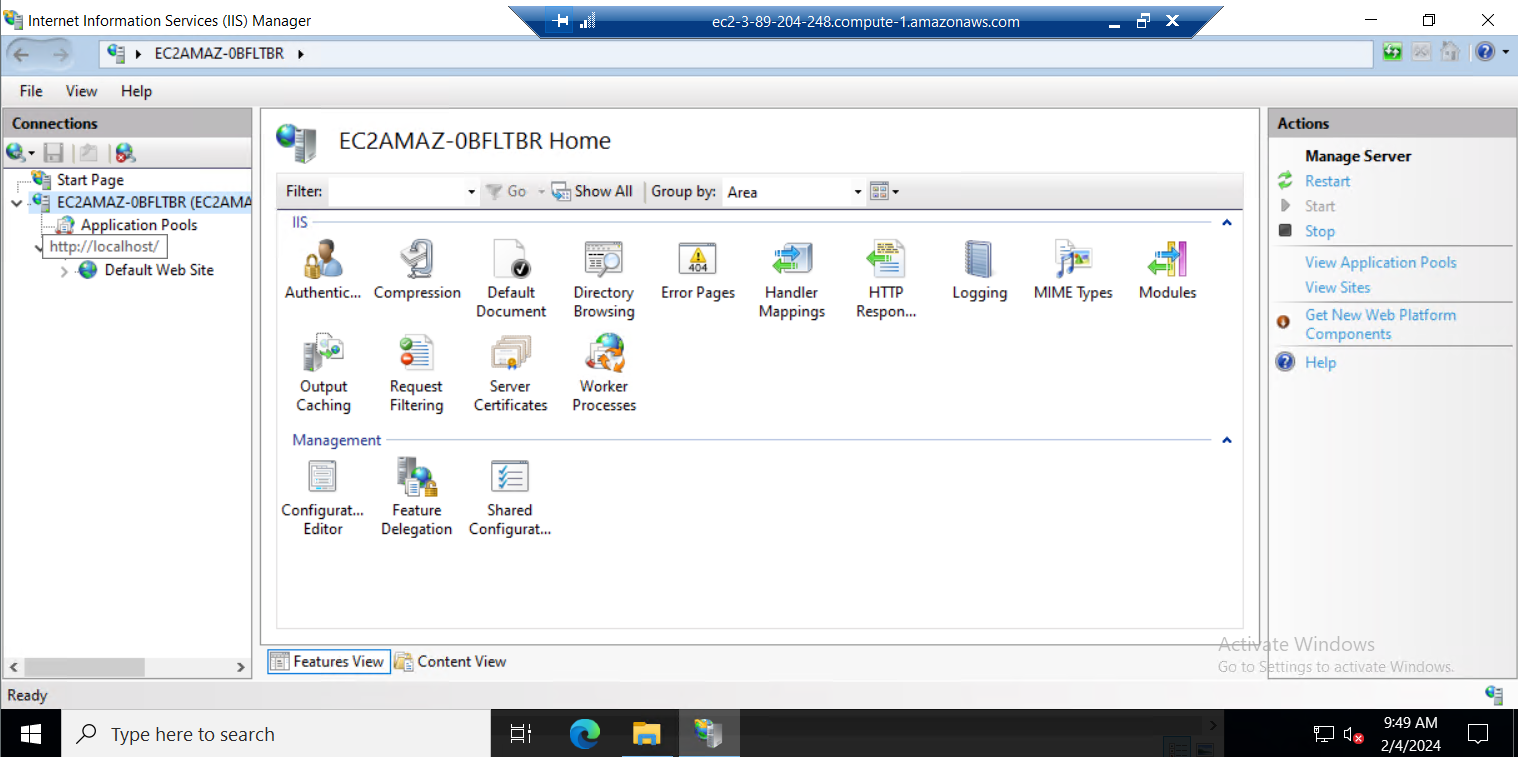 Internet Information Services (IIS) Manager
ec2-3-89-204-248.compute-1.amazonaws.com
EC2AMAZ-0BFLTBR
File View Help
Connections
Start Page
EC2AMAZ-0BFLTBR (EC2AMA
Application Pools
http://localhost/
Default Web Site
EC2AMAZ-0BFLTBR Home
Filter: Go Show All Group by: Area
IIS
Authentic... Compression Default Document Directory Browsing Error Pages Handler Mappings HTTP Respon... Logging MIME Types Modules
404
Output Caching Request Filtering Server Certificates Worker Processes
Management
Configurat... Editor Feature Delegation Shared Configurat...
Features View Content View
Actions
Manage Server
Restart
Start
Stop
View Application Pools
View Sites
Get New Web Platform
Components
Help
Activate Windows
Go to Settings to activate Windows.
Ready
Type here to search
9:49 AM
2/4/2024